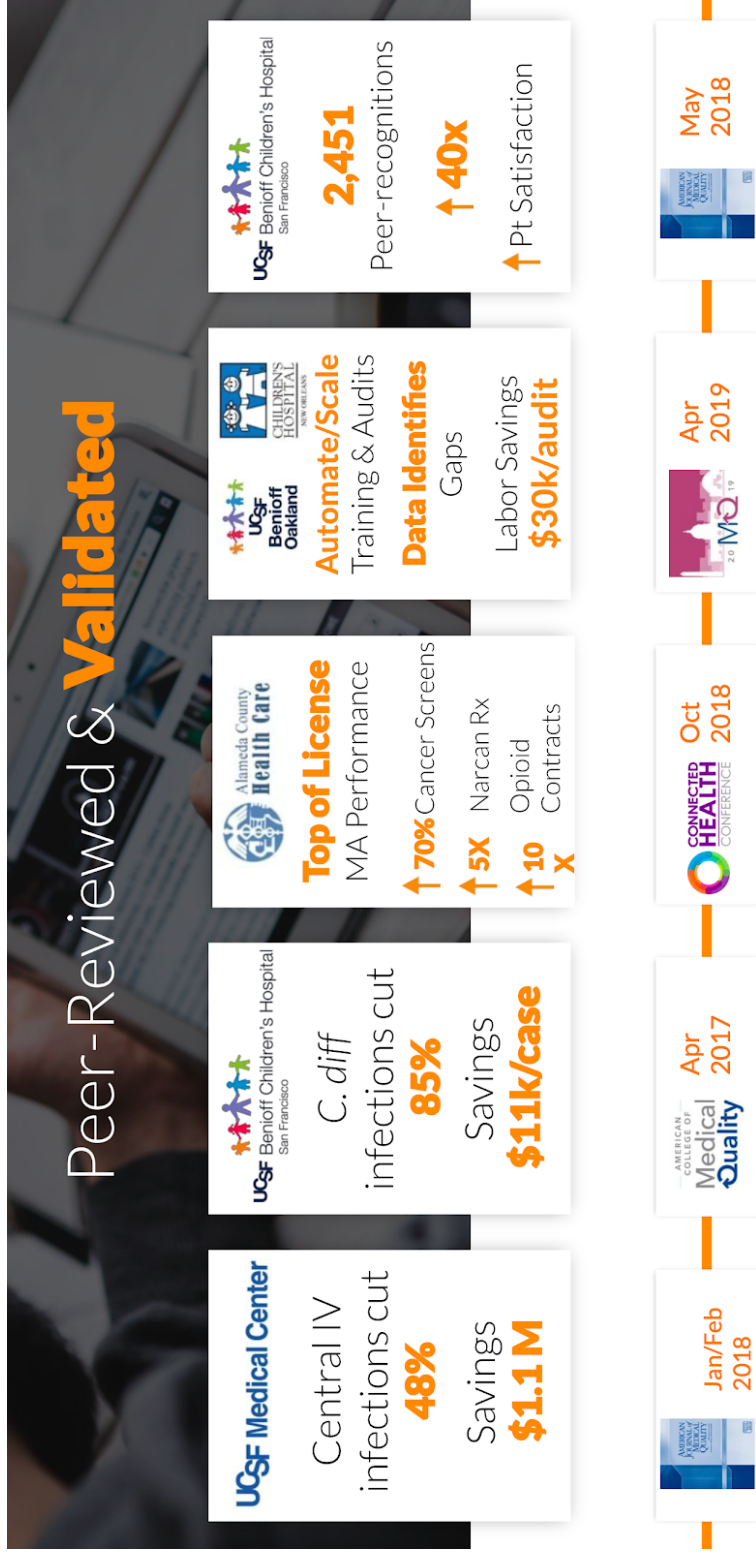 Peer-Reviewed & Validated
UCSF Medical Center
Central IV
infections cut
48%
Savings
$1.1M
UCSF Benioff Children's Hospital
San Francisco
C. diff
infections cut
85%
Savings
$11k/case
Alameda County
Health Care
Top of License
MA Performance
↑ 70% Cancer Screens
↑ 5X Narcan Rx
↑ 10
X
Opioid
Contracts
UCSF
Benioff
Oakland
CHILDREN'S
HOSPITAL
NEW ORLEANS
Automate/Scale
Training & Audits
Data Identifies
Gaps
Labor Savings
$30k/audit
UCSF Benioff Children's Hospital
San Francisco
2,451
Peer-recognitions
↑ 40x
↑ Pt Satisfaction
AMERICAN
JOURNAL of
MEDICAL
QUALITY
Jan/Feb
2018
AMERICAN
COLLEGE OF
Medical
Quality
Apr
2017
CONNECTED
HEALTH
CONFERENCE
Oct
2018
MQ
20 19
Apr
2019
AMERICAN
JOURNAL of
MEDICAL
QUALITY
May
2018